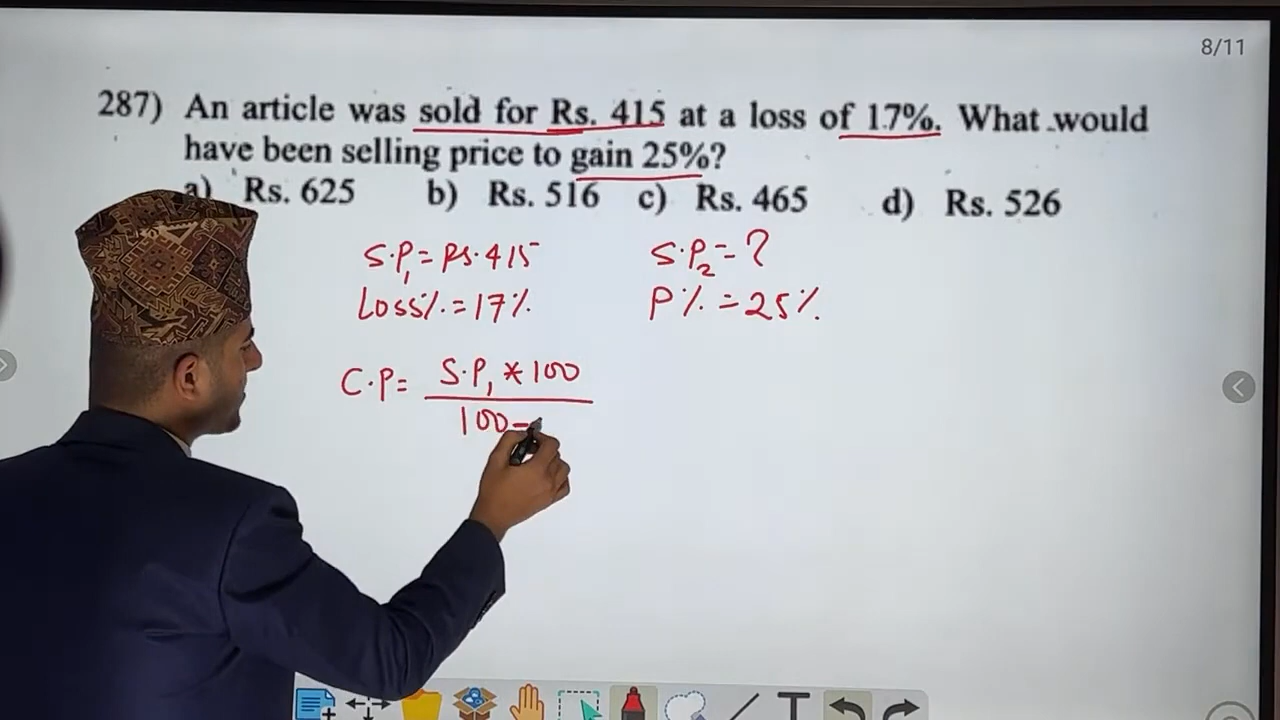 8/11
287) An article was sold for Rs. 415 at a loss of 17%. What would
have been selling price to gain 25%?
a) Rs. 625 b) Rs. 516 c) Rs. 465 d) Rs. 526
S.P₁ = Rs. 415 S.P₂ = ?
Loss% = 17% P% = 25%
C.P = S.P₁ * 100
100 -